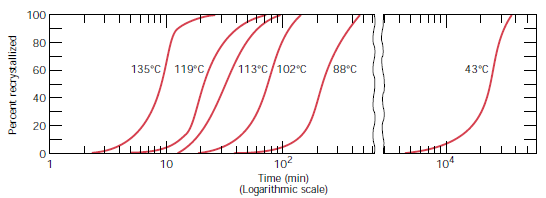 Percent recrystallized
100
80
60
40
20
0
135°C 119°C 113°C 102°C 88°C 43°C
1 10 10² 10⁴
Time (min)
(Logarithmic scale)